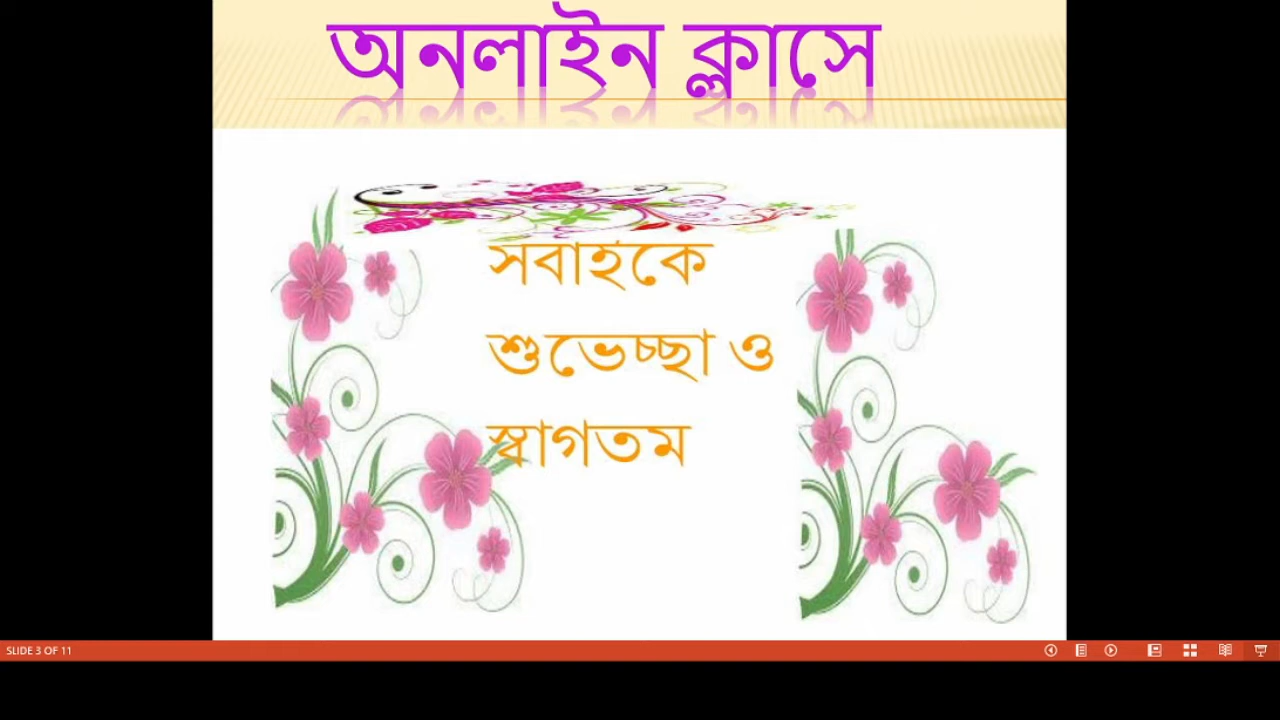 অনলাইন ক্লাসে
সবাইকে
শুভেচ্ছা ও
স্বাগতম
SLIDE 3 OF 11